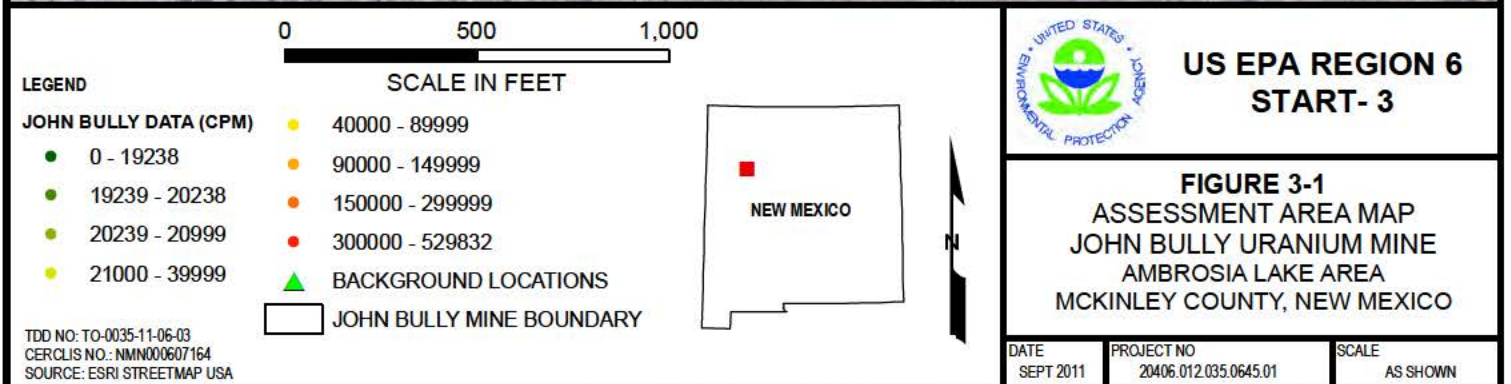 0 500 1,000
SCALE IN FEET
LEGEND
JOHN BULLY DATA (CPM)
0 - 19238
19239 - 20238
20239 - 20999
21000 - 39999
40000 - 89999
90000 - 149999
150000 - 299999
300000 - 529832
BACKGROUND LOCATIONS
JOHN BULLY MINE BOUNDARY
TDD NO: TO-0035-11-06-03
CERCLIS NO.: NMN000607164
SOURCE: ESRI STREETMAP USA
NEW MEXICO
N
UNITED STATES
ENVIRONMENTAL PROTECTION AGENCY
US EPA REGION 6
START- 3
FIGURE 3-1
ASSESSMENT AREA MAP
JOHN BULLY URANIUM MINE
AMBROSIA LAKE AREA
MCKINLEY COUNTY, NEW MEXICO
DATE
SEPT 2011
PROJECT NO
20406.012.035.0645.01
SCALE
AS SHOWN